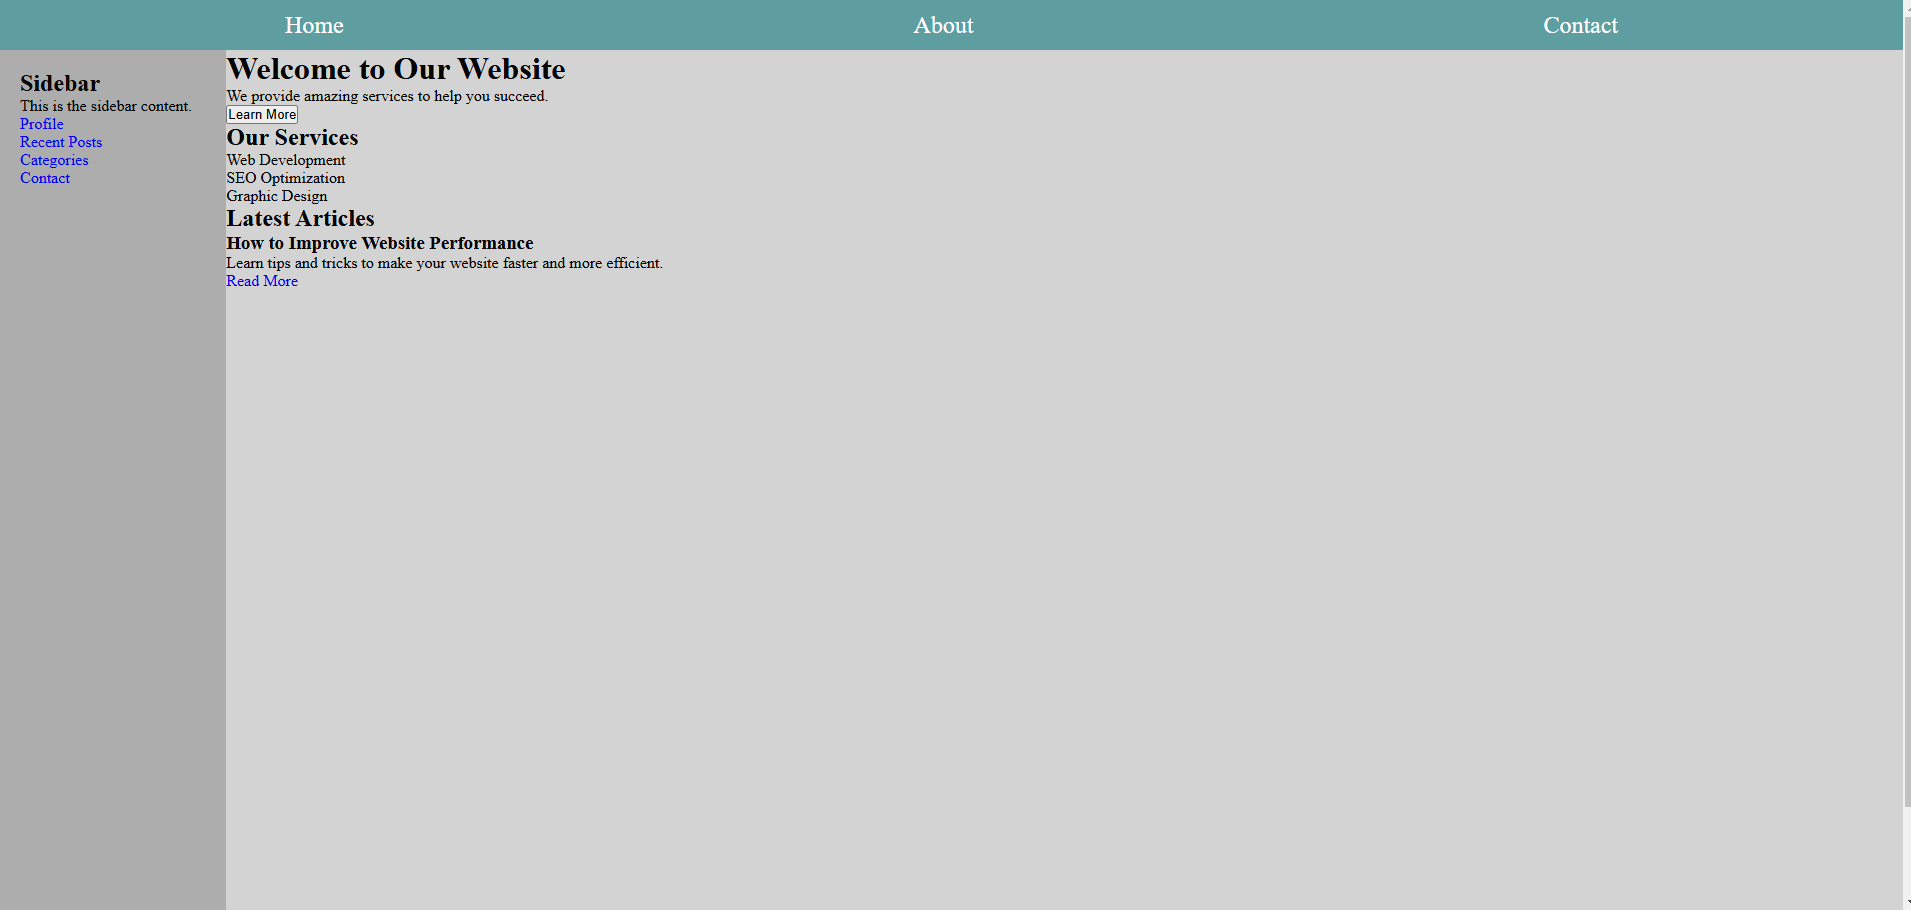 Home About Contact
Sidebar
This is the sidebar content.
Profile
Recent Posts
Categories
Contact
Welcome to Our Website
We provide amazing services to help you succeed.
Learn More
Our Services
Web Development
SEO Optimization
Graphic Design
Latest Articles
How to Improve Website Performance
Learn tips and tricks to make your website faster and more efficient.
Read More